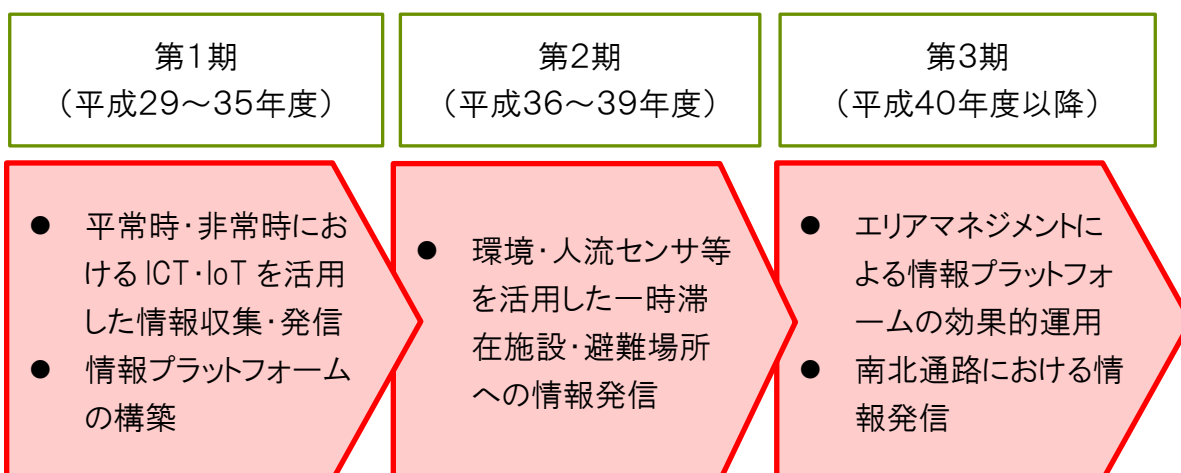 第1期
（平成29～35年度）
第2期
（平成36～39年度）
第3期
（平成40年度以降）
● 平常時・非常時にお
ける ICT・IoT を活用
した情報収集・発信
● 情報プラットフォーム
の構築
● 環境・人流センサ等
を活用した一時滞
在施設・避難場所
への情報発信
● エリアマネジメントに
よる情報プラットフォ
ームの効果的運用
● 南北通路における情
報発信